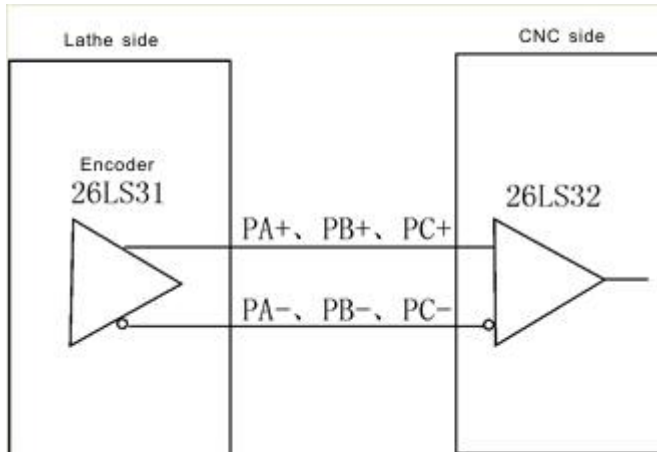 Lathe side
CNC side
Encoder
26LS31
26LS32
PA+、PB+、PC+
PA-、PB-、PC-